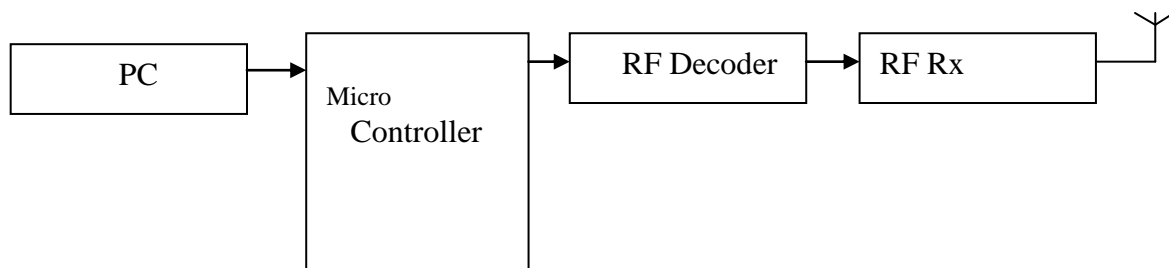 PC
Micro
Controller
RF Decoder
RF Rx